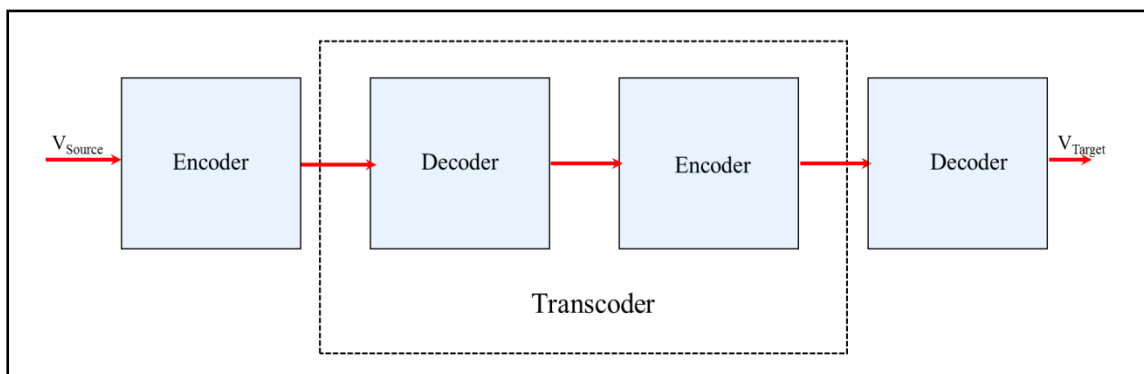 V_Source
Encoder
Decoder
Encoder
Decoder
V_Target
Transcoder